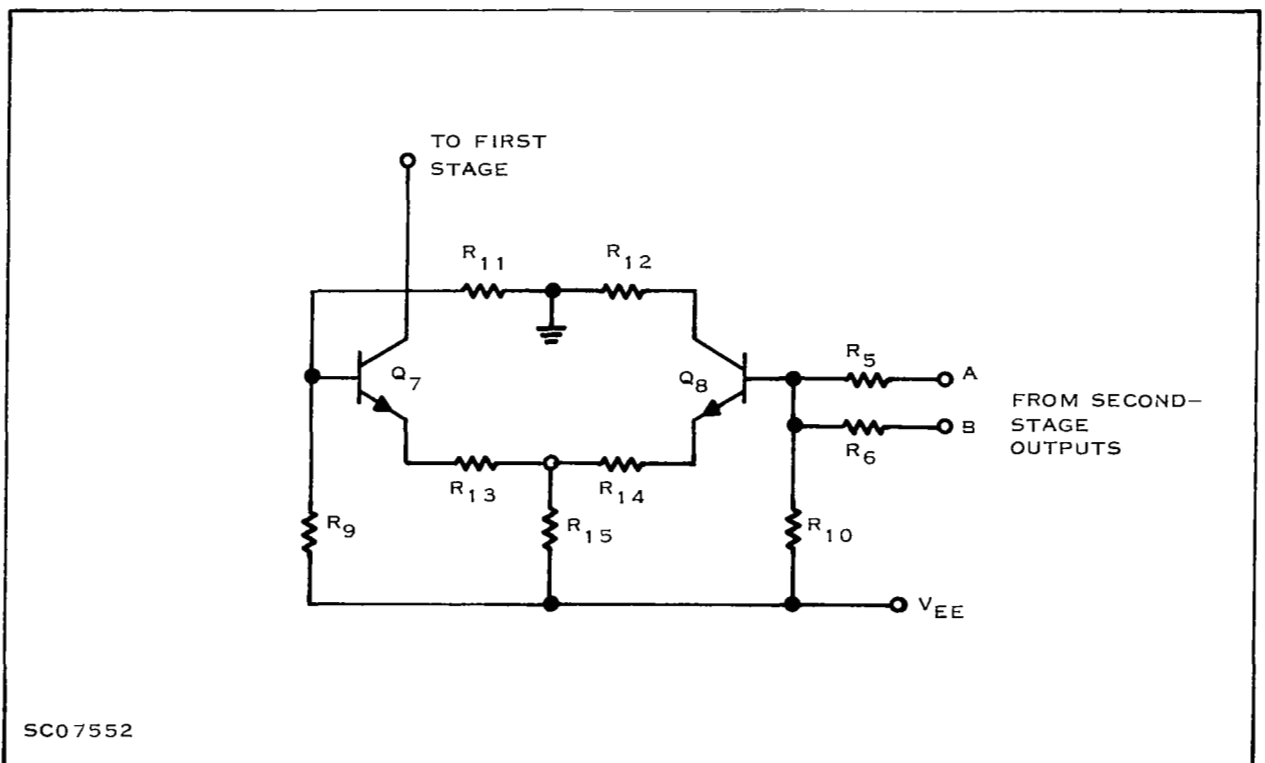 TO FIRST
STAGE
R11
R12
Q7
Q8
R5
A
FROM SECOND-
STAGE
OUTPUTS
B
R6
R13
R14
R9
R15
R10
VEE
SC07552